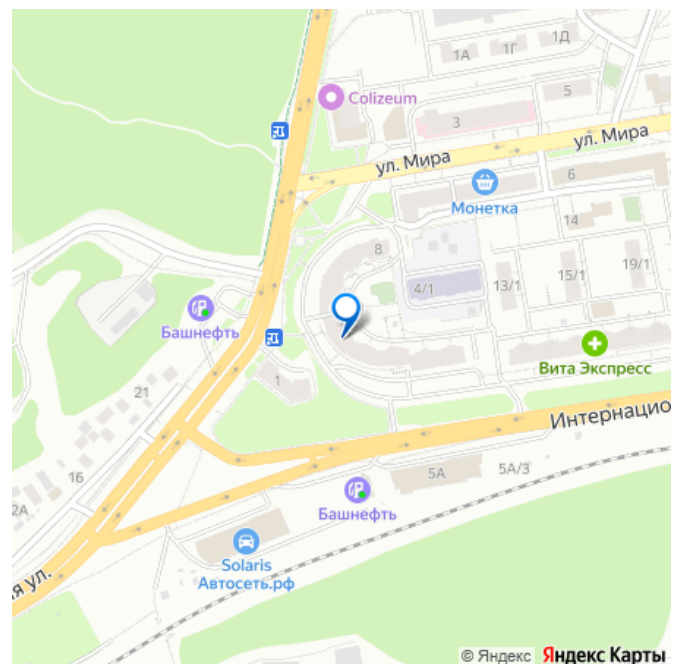 1А
1Г
1Д
Colizeum
5
3
ул. Мира
ул. Мира
6
Монетка
14
8
4/1
13/1
15/1
19/1
Башнефть
Вита Экспресс
1
21
Интернацио
16
5А
5А/3
2А
Башнефть
Solaris
Автосеть.рф
я ул.
© Яндекс Яндекс Карты